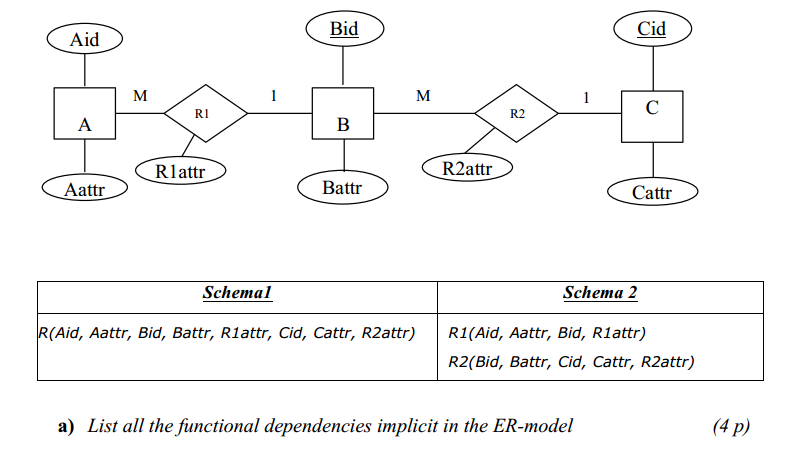 Aid
Bid
Cid
M
1
M
1
A
R1
B
R2
C
Aattr
R1attr
Battr
R2attr
Cattr
Schema1
Schema 2
R(Aid, Aattr, Bid, Battr, R1attr, Cid, Cattr, R2attr)
R1(Aid, Aattr, Bid, R1attr)
R2(Bid, Battr, Cid, Cattr, R2attr)
a) List all the functional dependencies implicit in the ER-model (4 p)